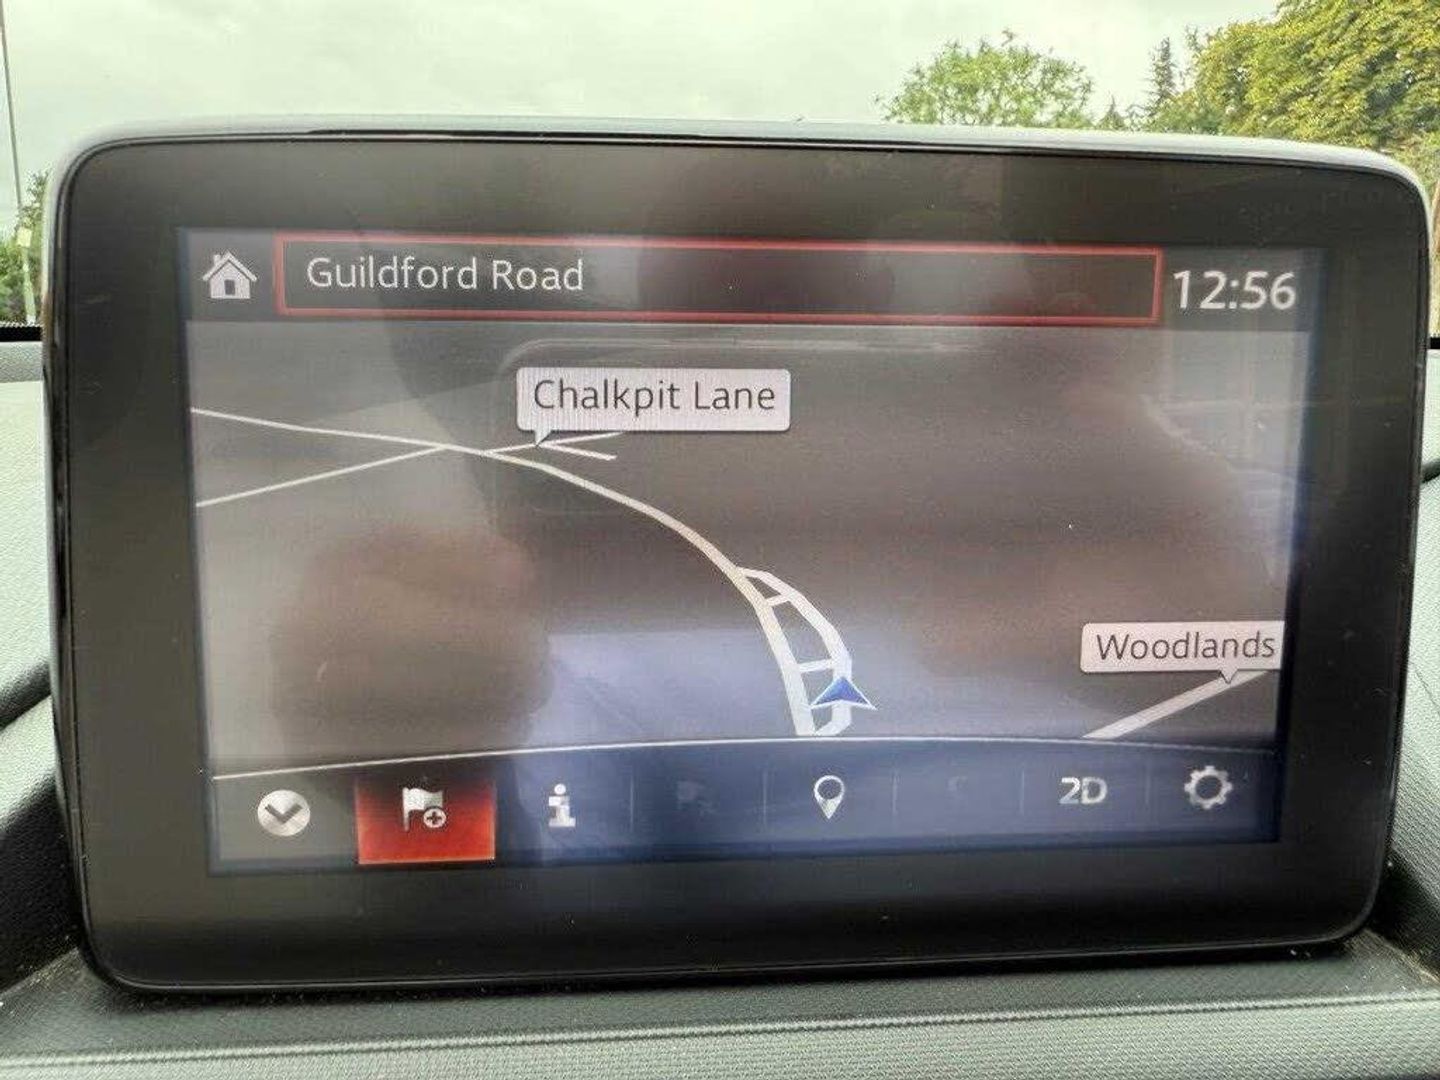 Guildford Road
12:56
Chalkpit Lane
Woodlands
2D